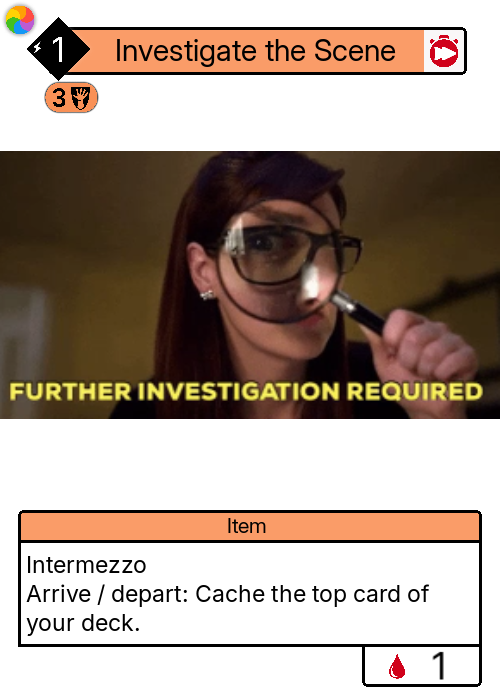 1
Investigate the Scene
3
FURTHER INVESTIGATION REQUIRED
Item
Intermezzo
Arrive / depart: Cache the top card of
your deck.
1